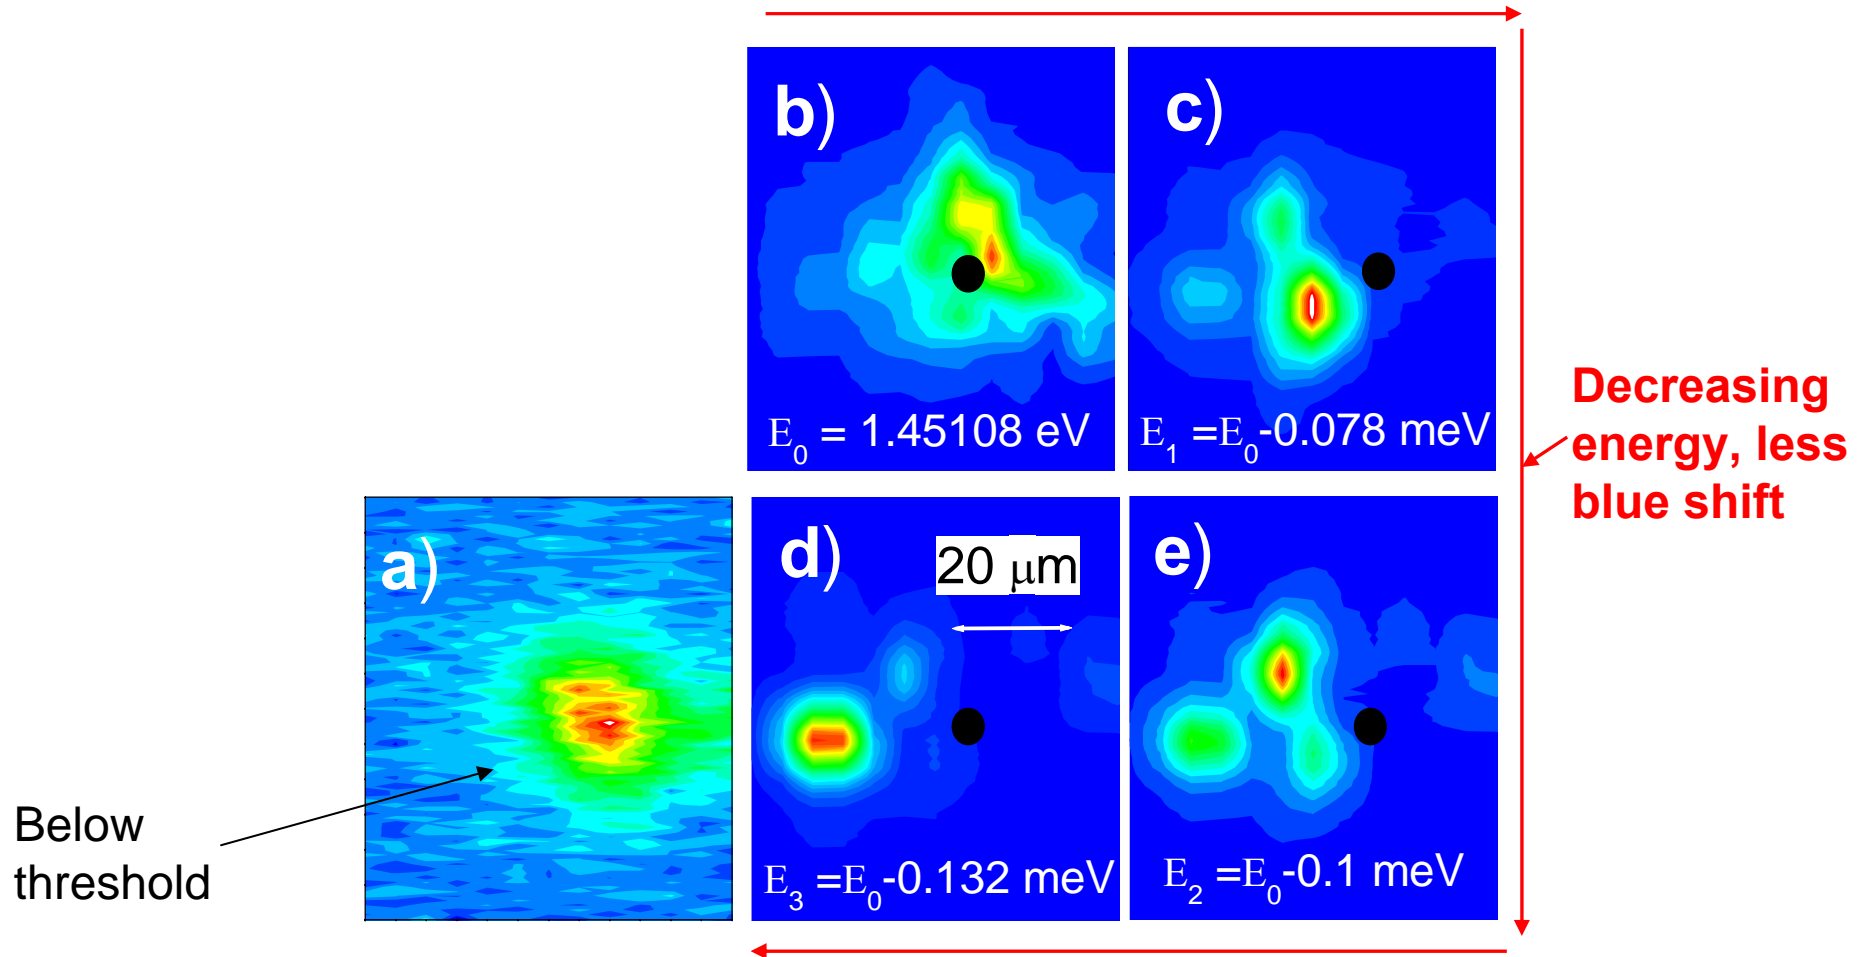 b)
c)
E0 = 1.45108 eV
E1 =E0-0.078 meV
Decreasing
energy, less
blue shift
a)
d)
20 μm
e)
Below
threshold
E3 =E0-0.132 meV
E2 =E0-0.1 meV